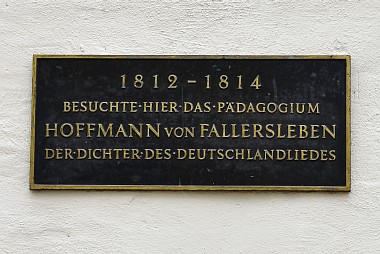 1812 - 1814
BESUCHTE·HIER·DAS·PÄDAGOGIUM
HOFFMANN VON FALLERSLEBEN
DER·DICHTER·DES·DEUTSCHLANDLIEDES